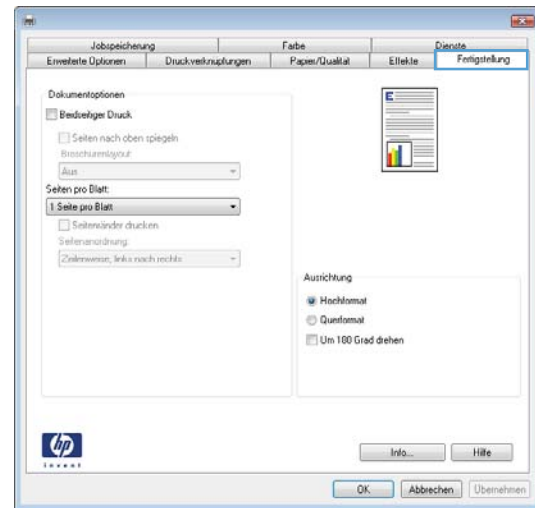 Jobspeicherung Farbe Dienste
Erweiterte Optionen Druckverknüpfungen Papier/Qualität Effekte Fertigstellung
Dokumentoptionen
Beidseitiger Druck
Seiten nach oben spiegeln
Broschürenlayout:
Aus
Seiten pro Blatt:
1 Seite pro Blatt
Seitenränder drucken
Seitenanordnung:
Zeilenweise, links nach rechts
E
Ausrichtung
Hochformat
Querformat
Um 180 Grad drehen
hp
invent
Info...
Hilfe
OK
Abbrechen
Übernehmen